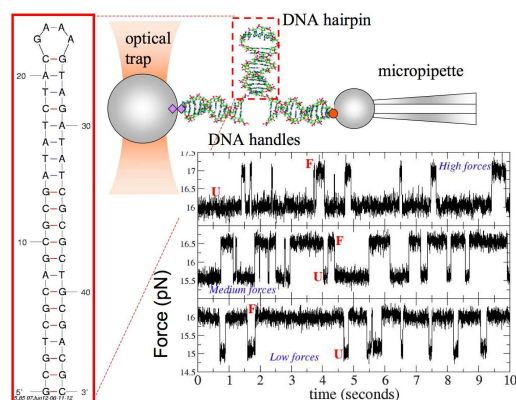 A A
G A
C G
20 A T
T A
C G
T A
A T 30
T A
A T
G C
C G
G C
10 C G
G C
A T
C G 40
G C
C G
T A
G C
C G
5' G C 3'
optical
trap
DNA hairpin
micropipette
DNA handles
Force (pN)
17.5
17
16.5
16
U
F
High forces
16.5
16
15.5
F
U
Medium forces
16
15.5
15
14.5
F
U
Low forces
0 1 2 3 4 5 6 7 8 9 10
time (seconds)